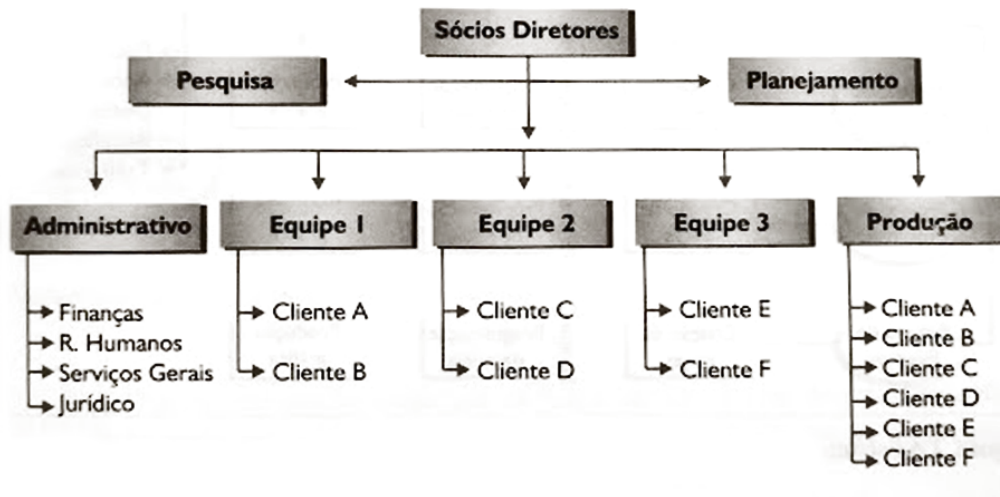 Sócios Diretores
Pesquisa
Planejamento
Administrativo
Equipe 1
Equipe 2
Equipe 3
Produção
Finanças
R. Humanos
Serviços Gerais
Jurídico
Cliente A
Cliente B
Cliente C
Cliente D
Cliente E
Cliente F
Cliente A
Cliente B
Cliente C
Cliente D
Cliente E
Cliente F